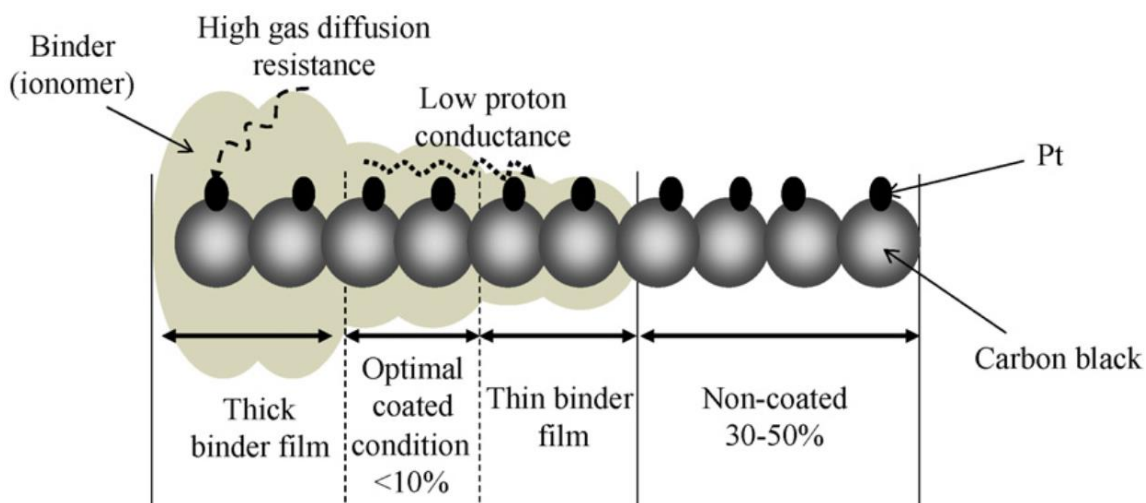 High gas diffusion
resistance
Binder
(ionomer)
Low proton
conductance
Pt
Carbon black
Thick
binder film
Optimal
coated
condition
<10%
Thin binder
film
Non-coated
30-50%